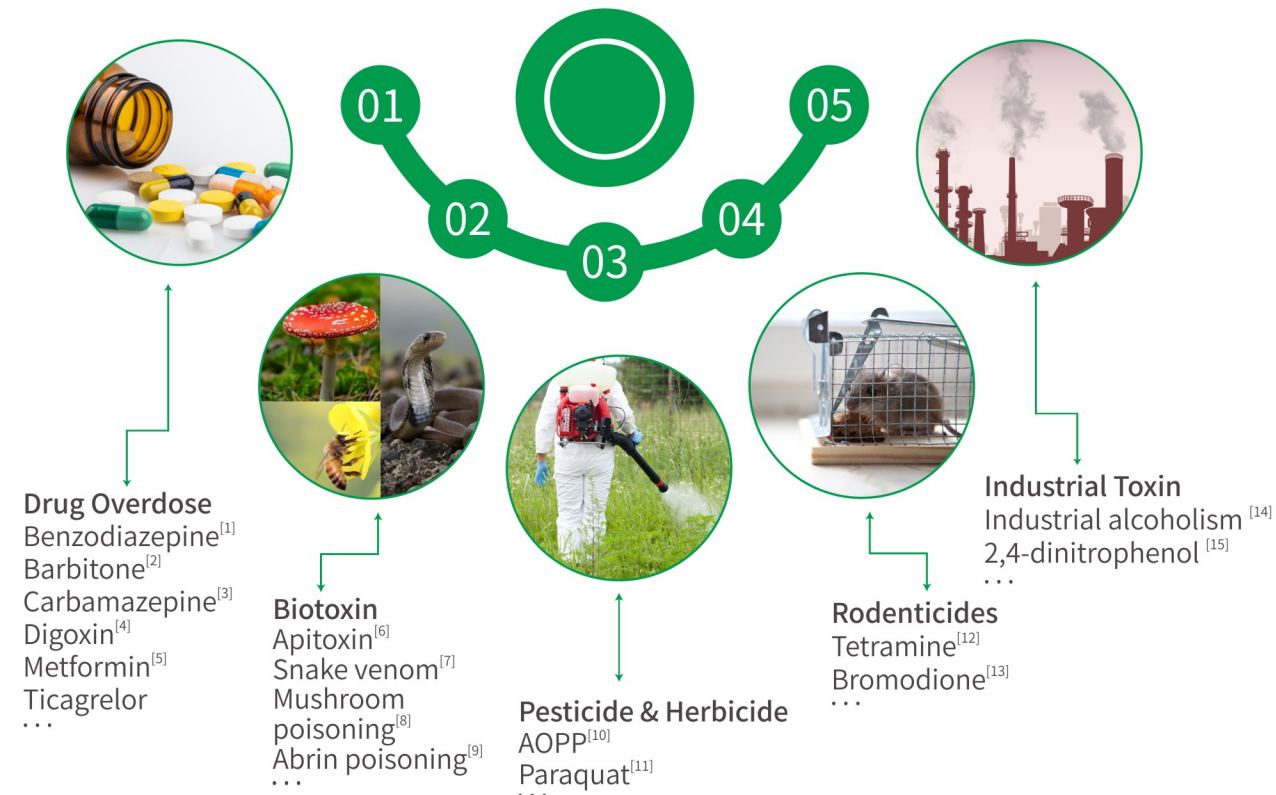 01
02
03
04
05
Drug Overdose
Benzodiazepine[1]
Barbitone[2]
Carbamazepine[3]
Digoxin[4]
Metformin[5]
Ticagrelor
...
Biotoxin
Apitoxin[6]
Snake venom[7]
Mushroom
poisoning[8]
Abrin poisoning[9]
...
Pesticide & Herbicide
AOPP[10]
Paraquat[11]
...
Rodenticides
Tetramine[12]
Bromodione[13]
...
Industrial Toxin
Industrial alcoholism [14]
2,4-dinitrophenol [15]
...